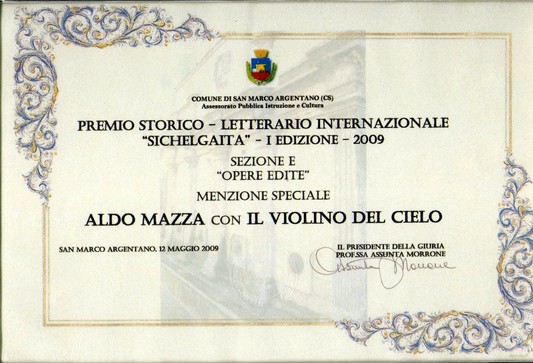 COMUNE DI SAN MARCO ARGENTANO (CS)
Assessorato Pubblica Istruzione e Cultura
PREMIO STORICO – LETTERARIO INTERNAZIONALE
"SICHELGAITA" – I EDIZIONE – 2009
SEZIONE E
"OPERE EDITE"
MENZIONE SPECIALE
ALDO MAZZA CON IL VIOLINO DEL CIELO
SAN MARCO ARGENTANO, 12 MAGGIO 2009
IL PRESIDENTE DELLA GIURIA
PROF.SSA ASSUNTA MORRONE
Assunta Morrone